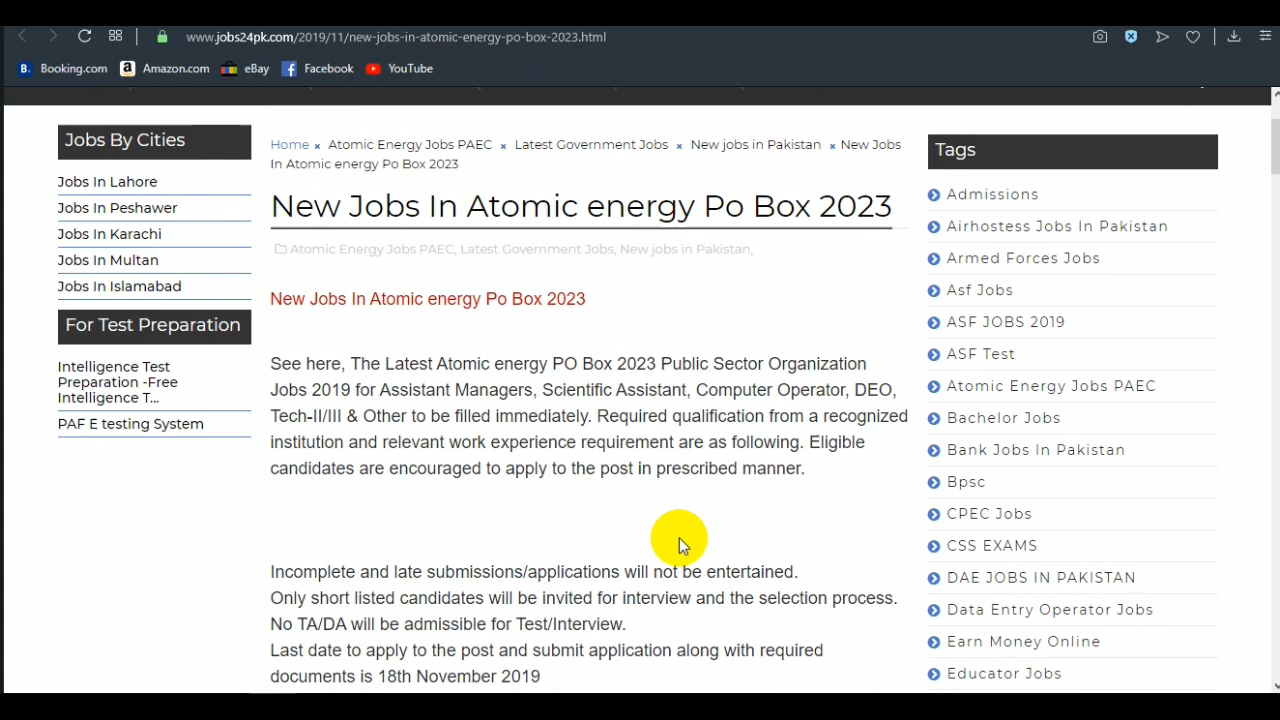 www.jobs24pk.com/2019/11/new-jobs-in-atomic-energy-po-box-2023.html
B. Booking.com a Amazon.com eBay Facebook YouTube
Jobs By Cities
Jobs In Lahore
Jobs In Peshawer
Jobs In Karachi
Jobs In Multan
Jobs In Islamabad
For Test Preparation
Intelligence Test
Preparation -Free
Intelligence T...
PAF E testing System
Home × Atomic Energy Jobs PAEC × Latest Government Jobs × New jobs in Pakistan × New Jobs
In Atomic energy Po Box 2023
New Jobs In Atomic energy Po Box 2023
Atomic Energy Jobs PAEC, Latest Government Jobs, New jobs in Pakistan,
New Jobs In Atomic energy Po Box 2023
See here, The Latest Atomic energy PO Box 2023 Public Sector Organization
Jobs 2019 for Assistant Managers, Scientific Assistant, Computer Operator, DEO,
Tech-II/III & Other to be filled immediately. Required qualification from a recognized
institution and relevant work experience requirement are as following. Eligible
candidates are encouraged to apply to the post in prescribed manner.
Incomplete and late submissions/applications will not be entertained.
Only short listed candidates will be invited for interview and the selection process.
No TA/DA will be admissible for Test/Interview.
Last date to apply to the post and submit application along with required
documents is 18th November 2019
Tags
Admissions
Airhostess Jobs In Pakistan
Armed Forces Jobs
Asf Jobs
ASF JOBS 2019
ASF Test
Atomic Energy Jobs PAEC
Bachelor Jobs
Bank Jobs In Pakistan
Bpsc
CPEC Jobs
CSS EXAMS
DAE JOBS IN PAKISTAN
Data Entry Operator Jobs
Earn Money Online
Educator Jobs